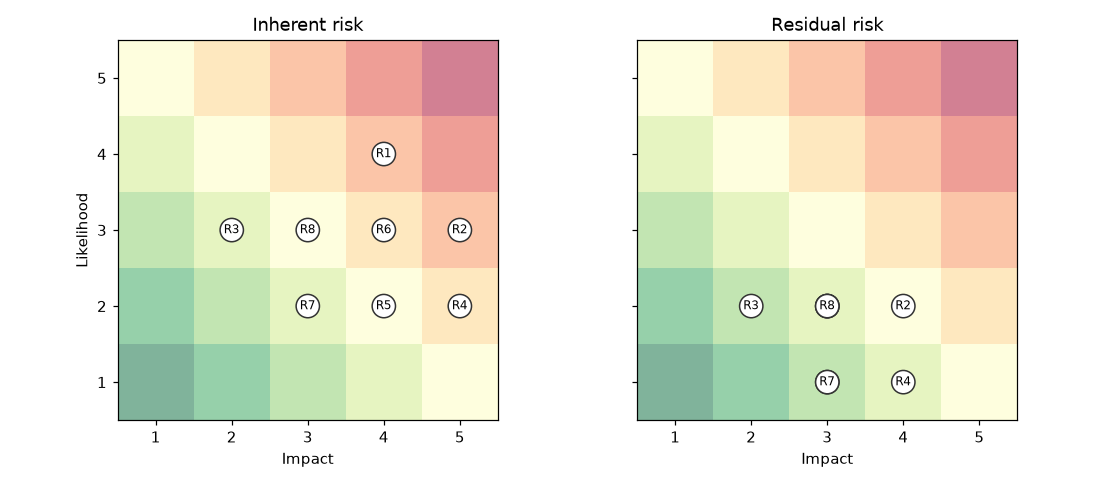 Inherent risk
Residual risk
5
4
R1
Likelihood
3
R3
R8
R6
R2
2
R7
R5
R4
R3
R8
R2
1
R7
R4
1
2
3
4
5
1
2
3
4
5
Impact
Impact